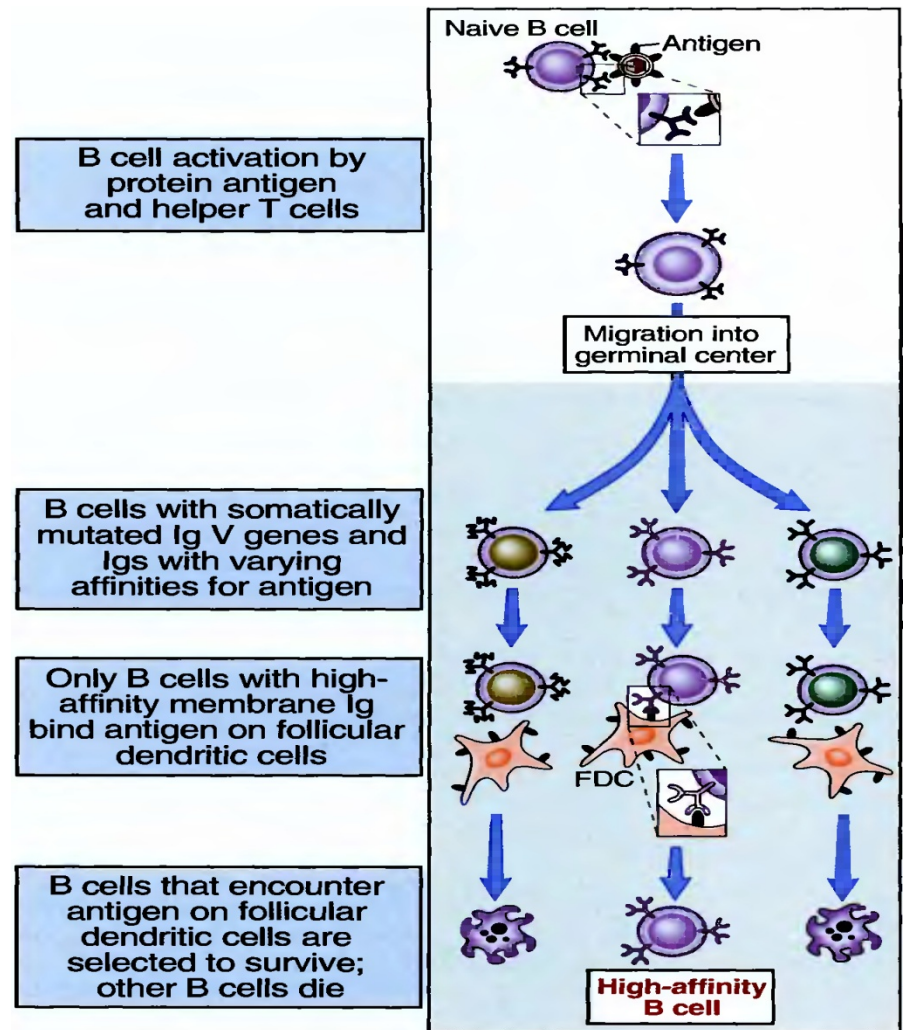 Naive B cell
Antigen
B cell activation by
protein antigen
and helper T cells
Migration into
germinal center
B cells with somatically
mutated Ig V genes and
Igs with varying
affinities for antigen
Only B cells with high-
affinity membrane Ig
bind antigen on follicular
dendritic cells
FDC
B cells that encounter
antigen on follicular
dendritic cells are
selected to survive;
other B cells die
High-affinity
B cell